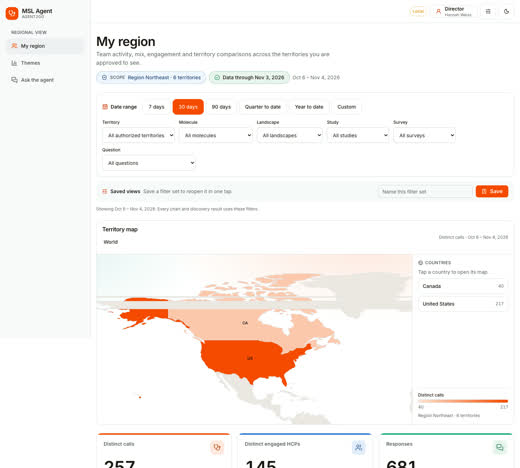 MSL Agent
AGENT200
REGIONAL VIEW
My region
Themes
Ask the agent
LOCAL
Director
Hannah Weiss
My region
Team activity, mix, engagement and territory comparisons across the territories you are
approved to see.
SCOPE Region Northeast · 6 territories
Data through Nov 3, 2026
Oct 6 – Nov 4, 2026
Date range
7 days
30 days
90 days
Quarter to date
Year to date
Custom
Territory
Molecule
Landscape
Study
Survey
All authorized territories
All molecules
All landscapes
All studies
All surveys
Question
All questions
Saved views Save a filter set to reopen it in one tap.
Name this filter set
Save
Showing Oct 6 – Nov 4, 2026. Every chart and discovery result uses these filters.
Territory map
Distinct calls · Oct 6 – Nov 4, 2026
World
COUNTRIES
Tap a country to open its map.
Canada 40
United States 217
CA
US
Distinct calls
40 217
Region Northeast · 6 territories
Distinct calls
257
Distinct engaged HCPs
145
Responses
681